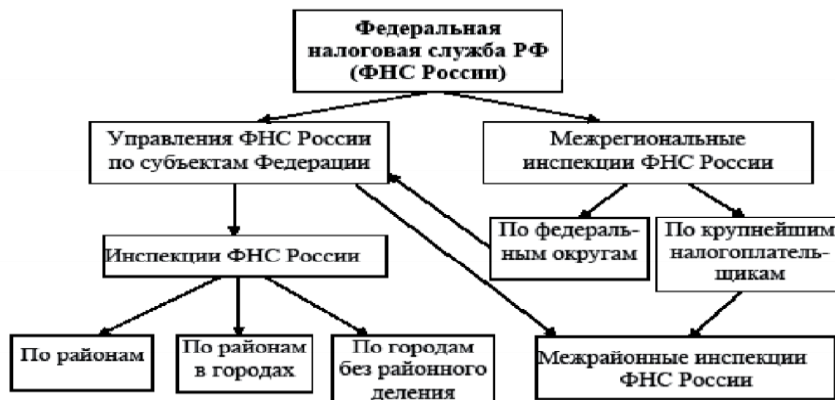 Федеральная
налоговая служба РФ
(ФНС России)
Управления ФНС России
по субъектам Федерации
Межрегиональные
инспекции ФНС России
По федераль-
ным округам
По крупнейшим
налогоплатель-
щикам
Инспекции ФНС России
По районам
По районам
в городах
По городам
без районного
деления
Межрайонные инспекции
ФНС России